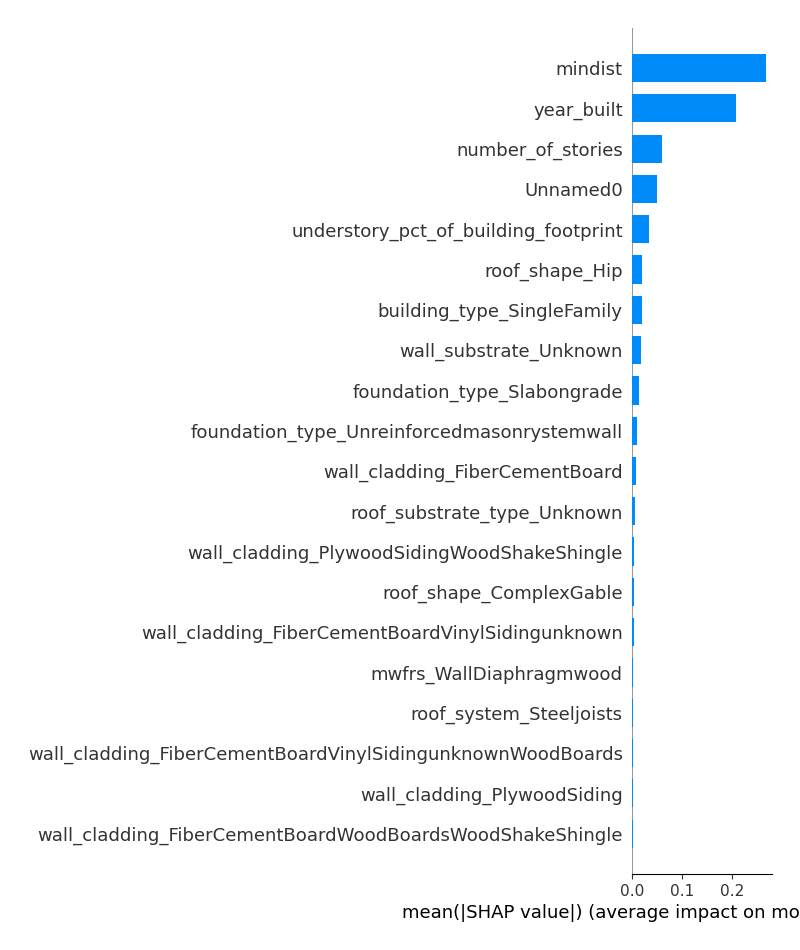 mindist
year_built
number_of_stories
Unnamed0
understory_pct_of_building_footprint
roof_shape_Hip
building_type_SingleFamily
wall_substrate_Unknown
foundation_type_Slabongrade
foundation_type_Unreinforcedmasonrystemwall
wall_cladding_FiberCementBoard
roof_substrate_type_Unknown
wall_cladding_PlywoodSidingWoodShakeShingle
roof_shape_ComplexGable
wall_cladding_FiberCementBoardVinylSidingunknown
mwfrs_WallDiaphragmwood
roof_system_Steeljoists
wall_cladding_FiberCementBoardVinylSidingunknownWoodBoards
wall_cladding_PlywoodSiding
wall_cladding_FiberCementBoardWoodBoardsWoodShakeShingle
0.0 0.1 0.2
mean(|SHAP value|) (average impact on mo